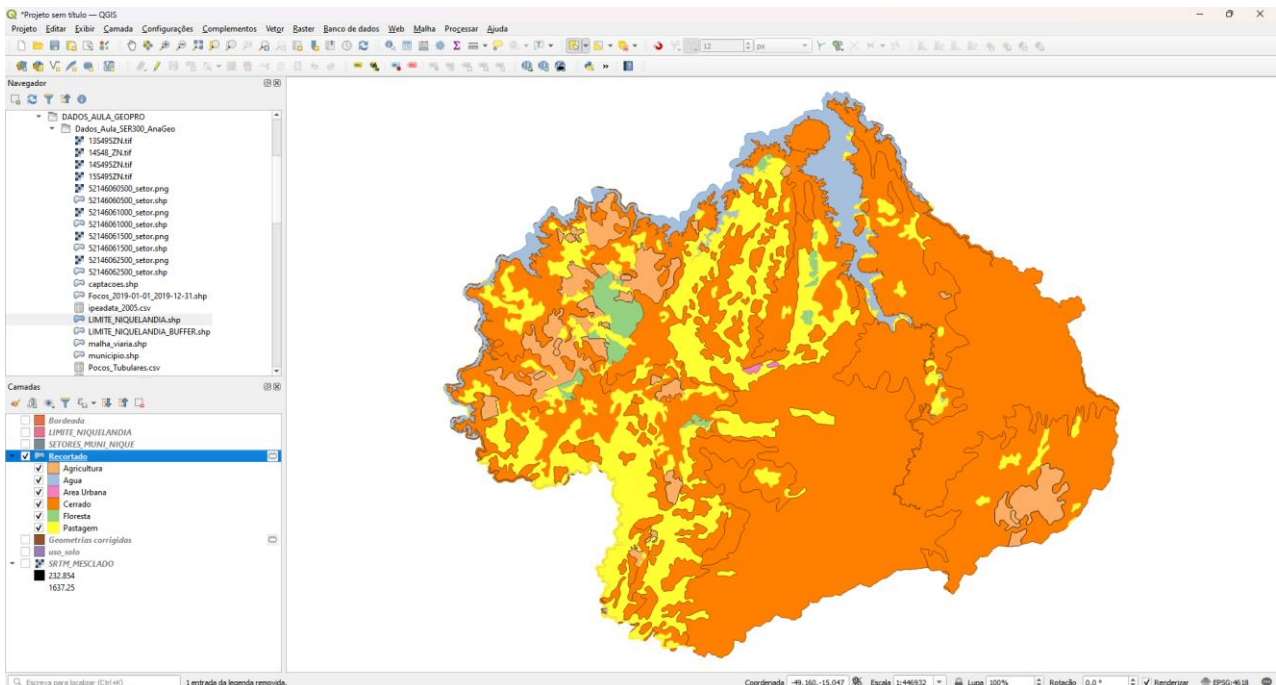 *Projeto sem título — QGIS
Projeto Editar Exibir Camada Configurações Complementos Vetor Raster Banco de dados Web Malha Processar Ajuda
12 px
Navegador
DADOS_AULA_GEOPRO
Dados_Aula_SER300_AnaGeo
13S495ZN.tif
14S48_ZN.tif
14S495ZN.tif
15S495ZN.tif
52146060500_setor.png
52146060500_setor.shp
52146061000_setor.png
52146061000_setor.shp
52146061500_setor.png
52146061500_setor.shp
52146062500_setor.png
52146062500_setor.shp
captacoes.shp
Focos_2019-01-01_2019-12-31.shp
ipeadata_2005.csv
LIMITE_NIQUELANDIA.shp
LIMITE_NIQUELANDIA_BUFFER.shp
malha_viaria.shp
municipio.shp
Pocos_Tubulares.csv
Camadas
Bordeada
LIMITE_NIQUELANDIA
SETORES_MUNI_NIQUE
Recortado
Agricultura
Agua
Area Urbana
Cerrado
Floresta
Pastagem
Geometrias corrigidas
uso_solo
SRTM_MESCLADO
232.854
1637.25
Escreva para localizar (Ctrl+K) 1 entrada da legenda removida. Coordenada -49.160,-15.047 Escala 1:446932 Lupa 100% Rotação 0.0 ° Renderizar EPSG:4618